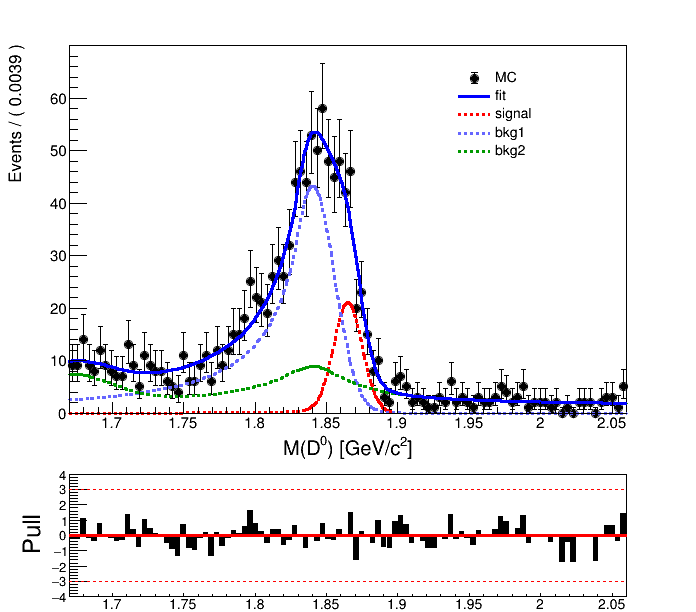 Events / ( 0.0039 )
60
50
40
30
20
10
0
MC
fit
signal
bkg1
bkg2
1.7 1.75 1.8 1.85 1.9 1.95 2 2.05
M(D⁰) [GeV/c²]
Pull
4
3
2
1
0
−1
−2
−3
−4
1.7 1.75 1.8 1.85 1.9 1.95 2 2.05